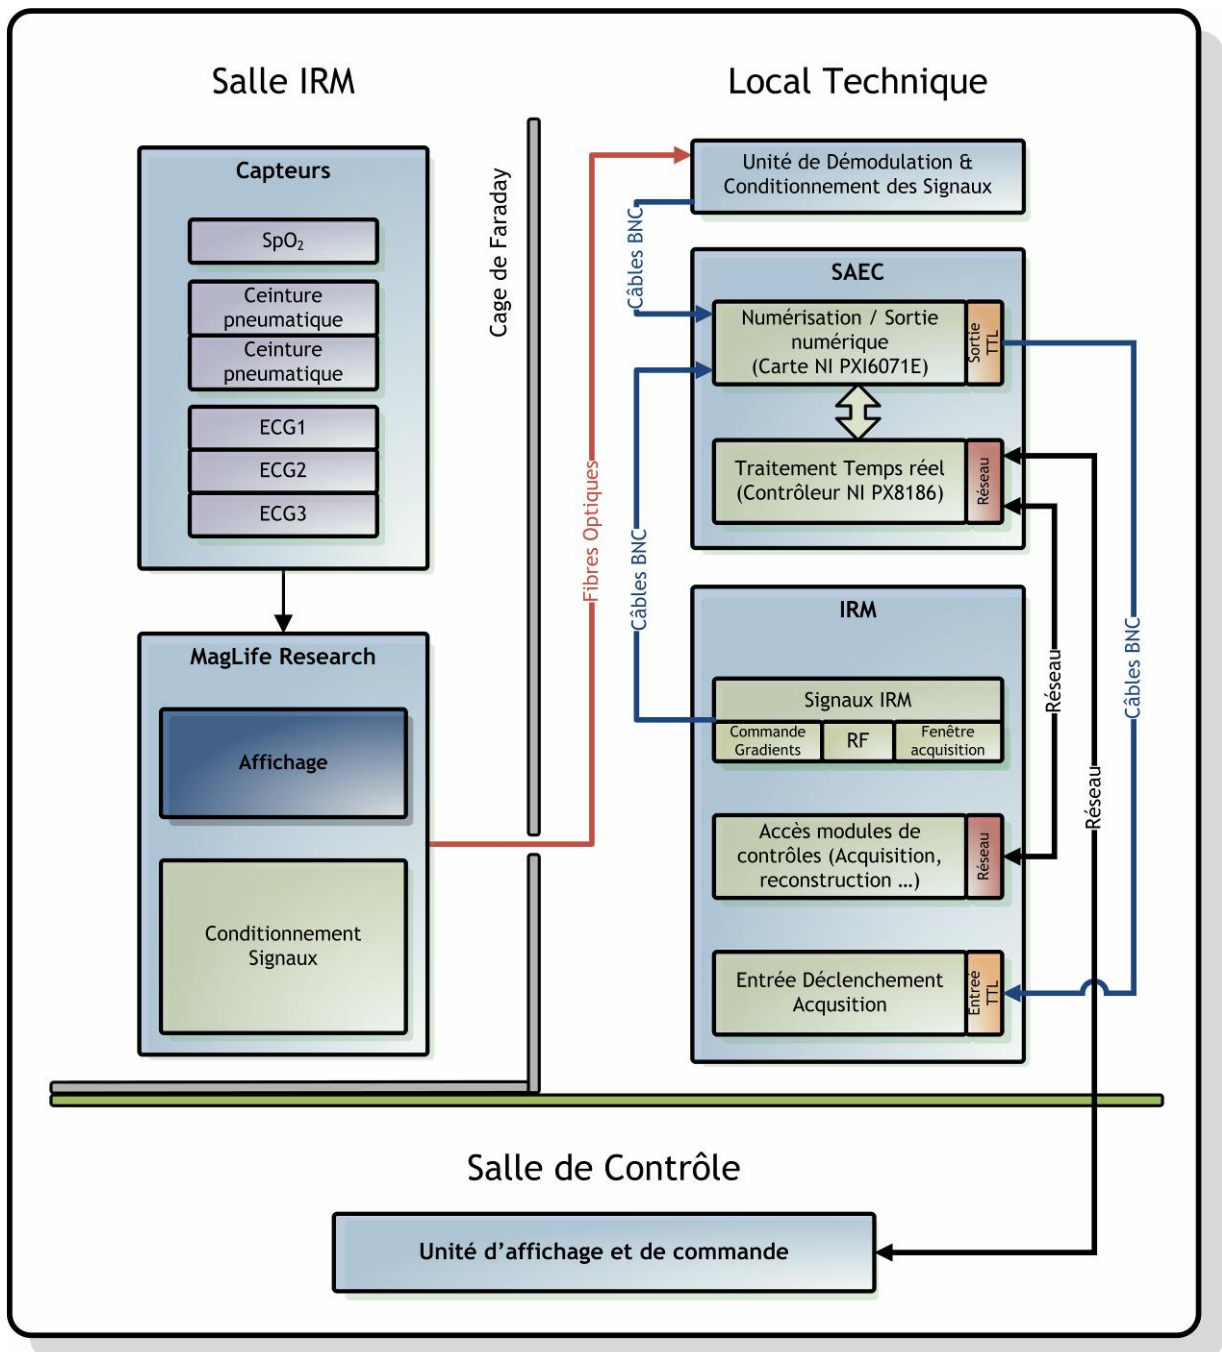 Salle IRM
Capteurs
SpO₂
Ceinture
pneumatique
Ceinture
pneumatique
ECG1
ECG2
ECG3
MagLife Research
Affichage
Conditionnement
Signaux
Cage de Faraday
Fibres Optiques
Local Technique
Unité de Démodulation &
Conditionnement des Signaux
Câbles BNC
SAEC
Numérisation / Sortie
numérique
(Carte NI PXI6071E)
Sortie
TTL
Traitement Temps réel
(Contrôleur NI PX8186)
Réseau
Câbles BNC
IRM
Signaux IRM
Commande
Gradients
RF
Fenêtre
acquisition
Accès modules de
contrôles (Acquisition,
reconstruction ...)
Réseau
Entrée Déclenchement
Acqusition
Entreé
TTL
Réseau
Réseau
Câbles BNC
Salle de Contrôle
Unité d’affichage et de commande